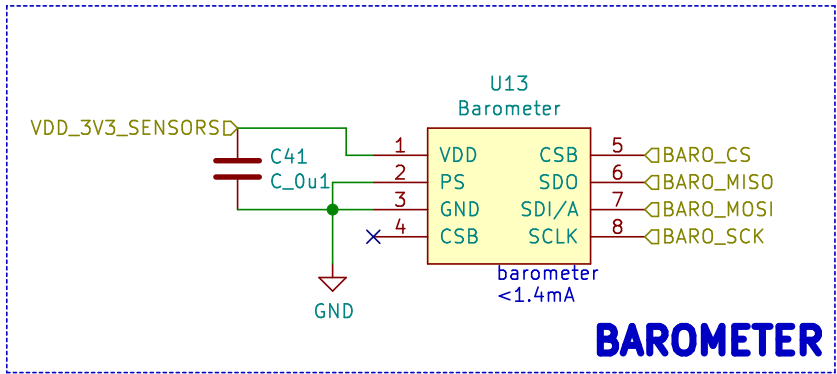 U13
Barometer
VDD_3V3_SENSORS
C41
C_0u1
1 VDD CSB 5 BARO_CS
2 PS SDO 6 BARO_MISO
3 GND SDI/A 7 BARO_MOSI
4 CSB SCLK 8 BARO_SCK
barometer
<1.4mA
GND
BAROMETER